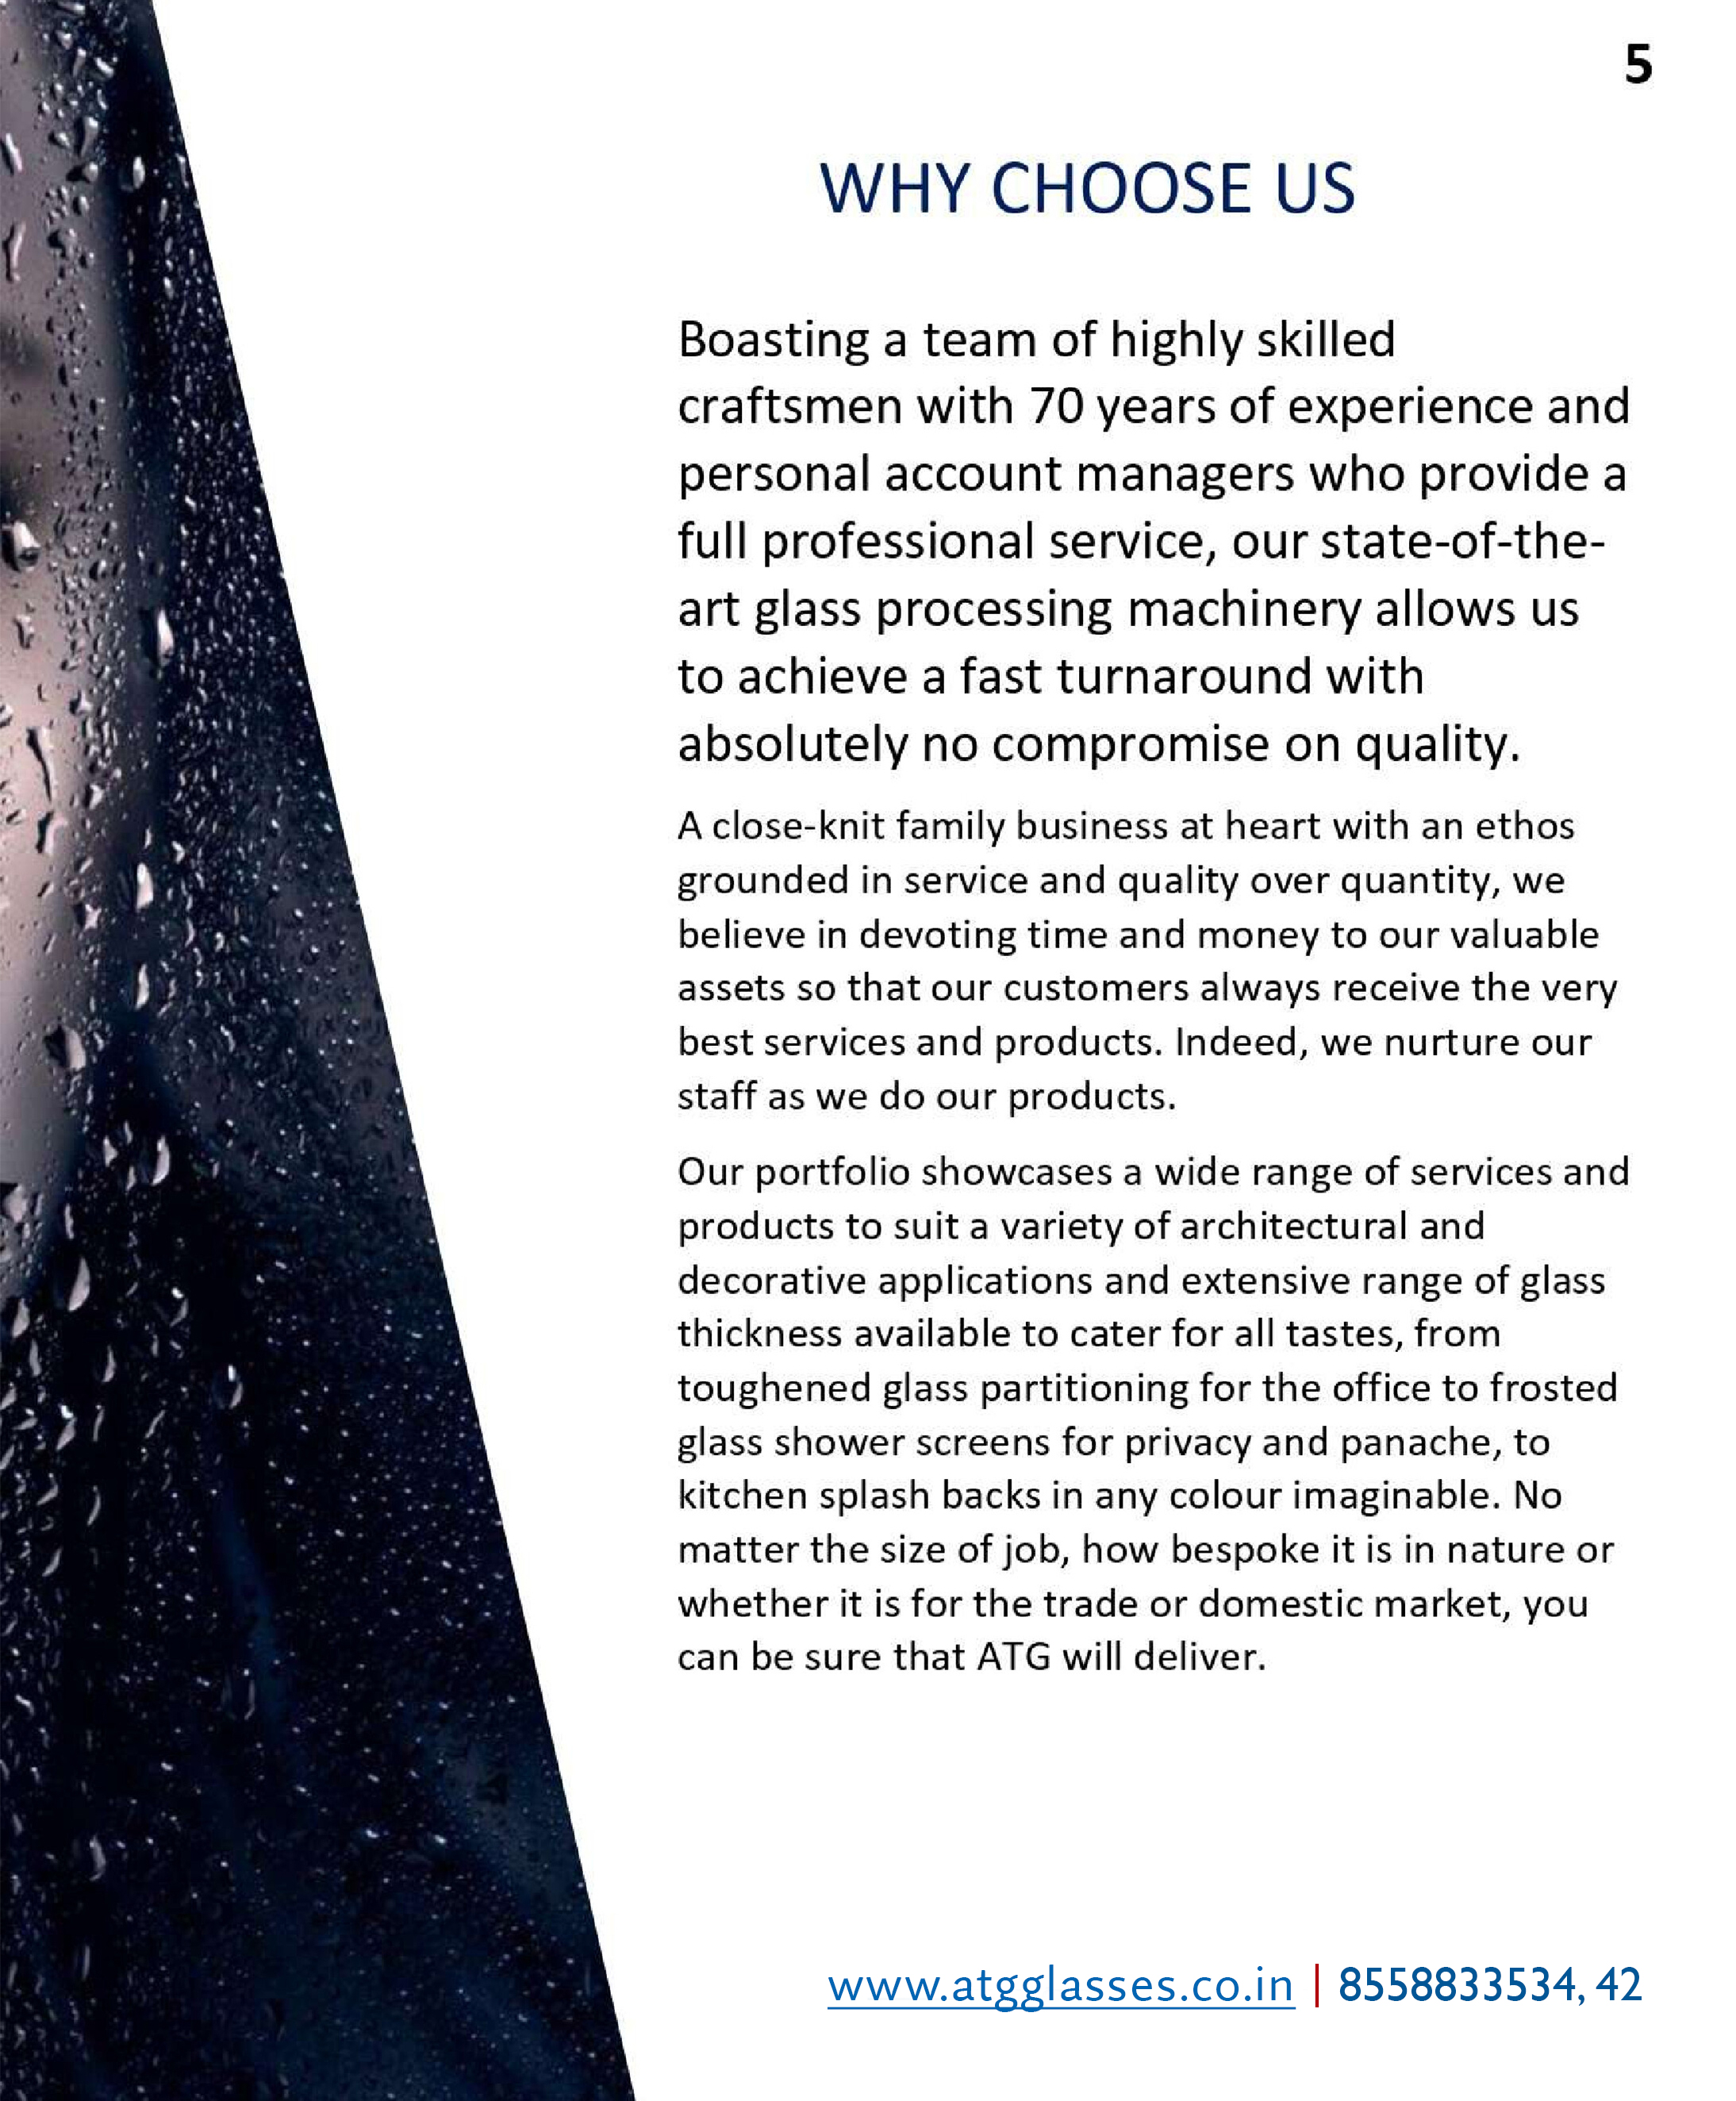 5
WHY CHOOSE US
Boasting a team of highly skilled
craftsmen with 70 years of experience and
personal account managers who provide a
full professional service, our state-of-the-
art glass processing machinery allows us
to achieve a fast turnaround with
absolutely no compromise on quality.
A close-knit family business at heart with an ethos
grounded in service and quality over quantity, we
believe in devoting time and money to our valuable
assets so that our customers always receive the very
best services and products. Indeed, we nurture our
staff as we do our products.
Our portfolio showcases a wide range of services and
products to suit a variety of architectural and
decorative applications and extensive range of glass
thickness available to cater for all tastes, from
toughened glass partitioning for the office to frosted
glass shower screens for privacy and panache, to
kitchen splash backs in any colour imaginable. No
matter the size of job, how bespoke it is in nature or
whether it is for the trade or domestic market, you
can be sure that ATG will deliver.
www.atgglasses.co.in | 8558833534, 42